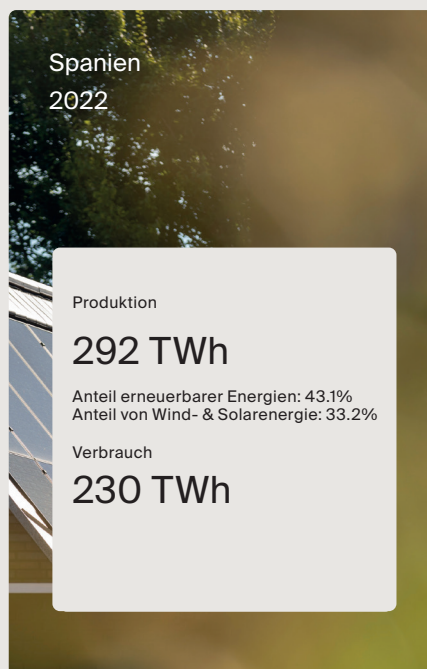 Spanien
2022
Produktion
292 TWh
Anteil erneuerbarer Energien: 43.1%
Anteil von Wind- & Solarenergie: 33.2%
Verbrauch
230 TWh